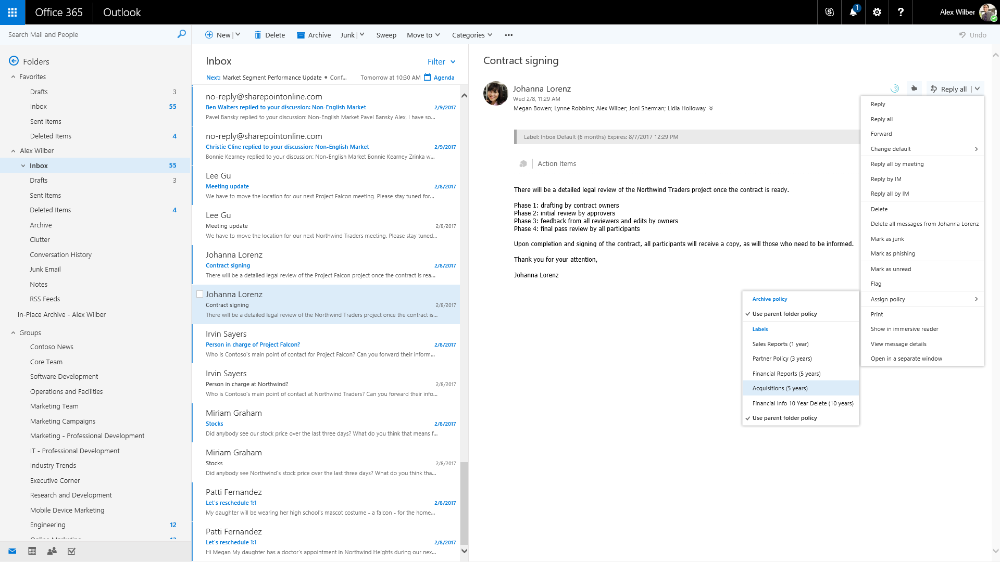 Office 365
Outlook
1
?
Alex Wilber
Search Mail and People
New
Delete
Archive
Junk
Sweep
Move to
Categories
•••
Undo
Folders
Favorites
Drafts 3
Inbox 55
Sent Items
Deleted Items 4
Alex Wilber
Inbox 55
Drafts 3
Sent Items
Deleted Items 4
Archive
Clutter
Conversation History
Junk Email
Notes
RSS Feeds
In-Place Archive - Alex Wilber
Groups
Contoso News
Core Team
Software Development
Operations and Facilities
Marketing Team
Marketing Campaigns
Marketing - Professional Development
IT - Professional Development
Industry Trends
Executive Corner
Research and Development
Mobile Device Marketing
Engineering 12
Inbox
Filter
Next: Market Segment Performance Update • Conf... Tomorrow at 10:30 AM Agenda
no-reply@sharepointonline.com
Ben Walters replied to your discussion: Non-English Market 2/9/2017
Pavel Bansky replied to your discussion: Non-English Market Pavel Bansky Alex, I have so...
no-reply@sharepointonline.com
Christie Cline replied to your discussion: Non-English Market 2/9/2017
Bonnie Kearney replied to your discussion: Non-English Market Bonnie Kearney Zrinka w...
Lee Gu
Meeting update 2/8/2017
We have to move the location for our next Project Falcon meeting. Please stay tuned for...
Lee Gu
Meeting update 2/8/2017
We have to move the location for our next Northwind Traders meeting. Please stay tuned...
Johanna Lorenz
Contract signing 2/8/2017
There will be a detailed legal review of the Project Falcon project once the contract is rea...
Johanna Lorenz
Contract signing 2/8/2017
There will be a detailed legal review of the Northwind Traders project once the contract is...
Irvin Sayers
Person in charge of Project Falcon? 2/8/2017
Who is Contoso's main point of contact for Project Falcon? Can you forward their inform...
Irvin Sayers
Person in charge at Northwind? 2/8/2017
Who is Contoso's main point of contact at Northwind Traders? Can you forward their info...
Miriam Graham
Stocks 2/8/2017
Did anybody see our stock price over the last three days? What do you think that means f...
Miriam Graham
Stocks 2/8/2017
Did anybody see Northwind's stock price over the last three days? What do you think tha...
Patti Fernandez
Let's reschedule 1:1 2/8/2017
My daughter will be wearing her high school's mascot costume - a falcon - for the home...
Patti Fernandez
Let's reschedule 1:1 2/8/2017
Hi Megan My daughter has a doctor's appointment in Northwind Heights during our nex...
Contract signing
Johanna Lorenz
Wed 2/8, 11:29 AM
Megan Bowen; Lynne Robbins; Alex Wilber; Joni Sherman; Lidia Holloway
Reply all
Label: Inbox Default (6 months) Expires: 8/7/2017 12:29 PM
Action Items
There will be a detailed legal review of the Northwind Traders project once the contract is ready.
Phase 1: drafting by contract owners
Phase 2: initial review by approvers
Phase 3: feedback from all reviewers and edits by owners
Phase 4: final pass review by all participants
Upon completion and signing of the contract, all participants will receive a copy, as will those who need to be informed.
Thank you for your attention,
Johanna Lorenz
Reply
Reply all
Forward
Change default
Reply all by meeting
Reply by IM
Reply all by IM
Delete
Delete all messages from Johanna Lorenz
Mark as junk
Mark as phishing
Mark as unread
Flag
Assign policy
Print
Show in immersive reader
View message details
Open in a separate window
Archive policy
Use parent folder policy
Labels
Sales Reports (1 year)
Partner Policy (3 years)
Financial Reports (5 years)
Acquisitions (5 years)
Financial Info 10 Year Delete (10 years)
Use parent folder policy